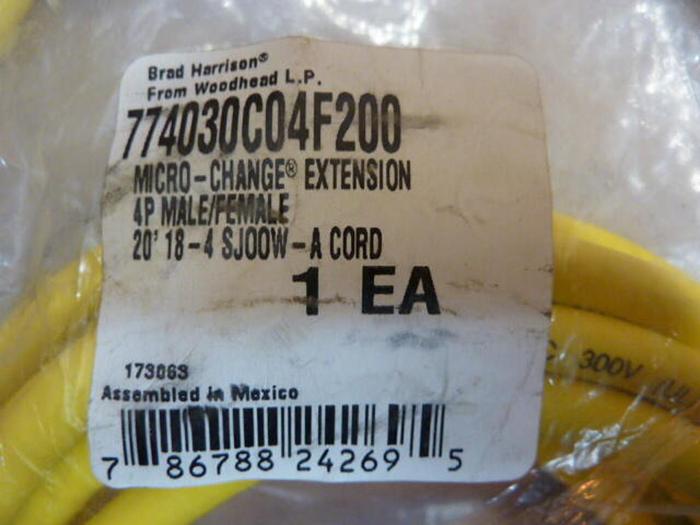 Brad Harrison®
From Woodhead L.P.
774030C04F200
MICRO-CHANGE® EXTENSION
4P MALE/FEMALE
20' 18-4 SJOOW-A CORD
1 EA
173063
Assembled in Mexico
7 86788 24269 5
C 300V (UL